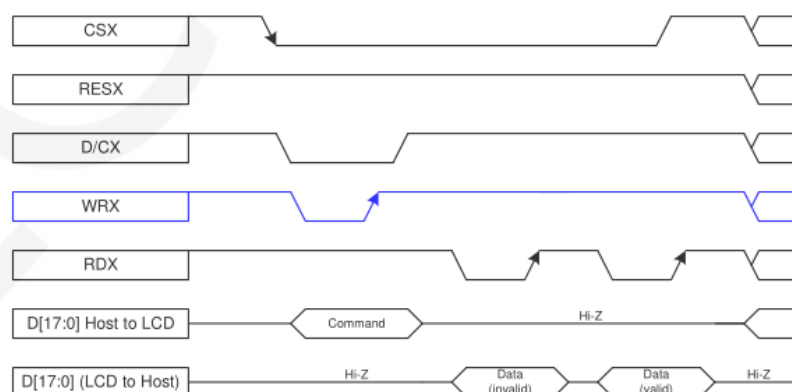 CSX
RESX
D/CX
WRX
RDX
D[17:0] Host to LCD
Command
Hi-Z
D[17:0] (LCD to Host)
Hi-Z
Data
(invalid)
Data
(valid)
Hi-Z